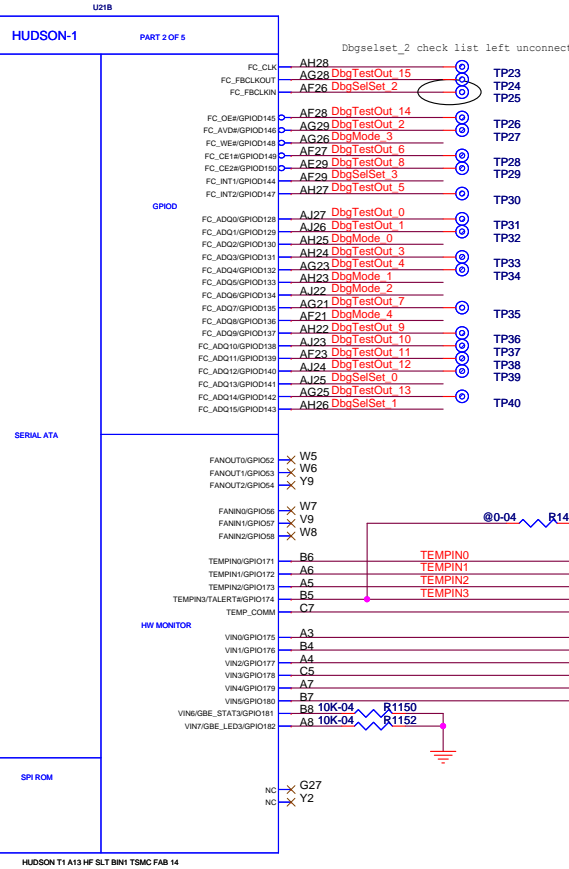 U21B
HUDSON-1
PART 2 OF 5
Dbgselset_2 check list left unconnect
FC_CLK AH28
FC_FBCLKOUT AG28 DbgTestOut_15 TP23
FC_FBCLKIN AF26 DbgSelSet_2 TP24
TP25
FC_OE#/GPIOD145 AF28 DbgTestOut_14
FC_AVD#/GPIOD146 AG29 DbgTestOut_2 TP26
FC_WE#/GPIOD148 AG26 DbgMode_3 TP27
FC_CE1#/GPIOD149 AF27 DbgTestOut_6
FC_CE2#/GPIOD150 AE29 DbgTestOut_8 TP28
FC_INT1/GPIOD144 AF29 DbgSelSet_3 TP29
FC_INT2/GPIOD147 AH27 DbgTestOut_5
TP30
GPIOD
FC_ADQ0/GPIOD128 AJ27 DbgTestOut_0
FC_ADQ1/GPIOD129 AJ26 DbgTestOut_1 TP31
FC_ADQ2/GPIOD130 AH25 DbgMode_0 TP32
FC_ADQ3/GPIOD131 AH24 DbgTestOut_3
FC_ADQ4/GPIOD132 AG23 DbgTestOut_4 TP33
FC_ADQ5/GPIOD133 AH23 DbgMode_1 TP34
FC_ADQ6/GPIOD134 AJ22 DbgMode_2
FC_ADQ7/GPIOD135 AG21 DbgTestOut_7
FC_ADQ8/GPIOD136 AF21 DbgMode_4 TP35
FC_ADQ9/GPIOD137 AH22 DbgTestOut_9
FC_ADQ10/GPIOD138 AJ23 DbgTestOut_10 TP36
FC_ADQ11/GPIOD139 AF23 DbgTestOut_11 TP37
FC_ADQ12/GPIOD140 AJ24 DbgTestOut_12 TP38
FC_ADQ13/GPIOD141 AJ25 DbgSelSet_0 TP39
FC_ADQ14/GPIOD142 AG25 DbgTestOut_13
FC_ADQ15/GPIOD143 AH26 DbgSelSet_1 TP40
SERIAL ATA
FANOUT0/GPIO52 W5
FANOUT1/GPIO53 W6
FANOUT2/GPIO54 Y9
FANIN0/GPIO56 W7
FANIN1/GPIO57 V9 @0-04 R14
FANIN2/GPIO58 W8
TEMPIN0/GPIO171 B6 TEMPIN0
TEMPIN1/GPIO172 A6 TEMPIN1
TEMPIN2/GPIO173 A5 TEMPIN2
TEMPIN3/TALERT#/GPIO174 B5 TEMPIN3
TEMP_COMM C7
HW MONITOR
VIN0/GPIO175 A3
VIN1/GPIO176 B4
VIN2/GPIO177 A4
VIN3/GPIO178 C5
VIN4/GPIO179 A7
VIN5/GPIO180 B7
VIN6/GBE_STAT3/GPIO181 B8 10K-04 R1150
VIN7/GBE_LED3/GPIO182 A8 10K-04 R1152
SPI ROM
NC G27
NC Y2
HUDSON T1 A13 HF SLT BIN1 TSMC FAB 14